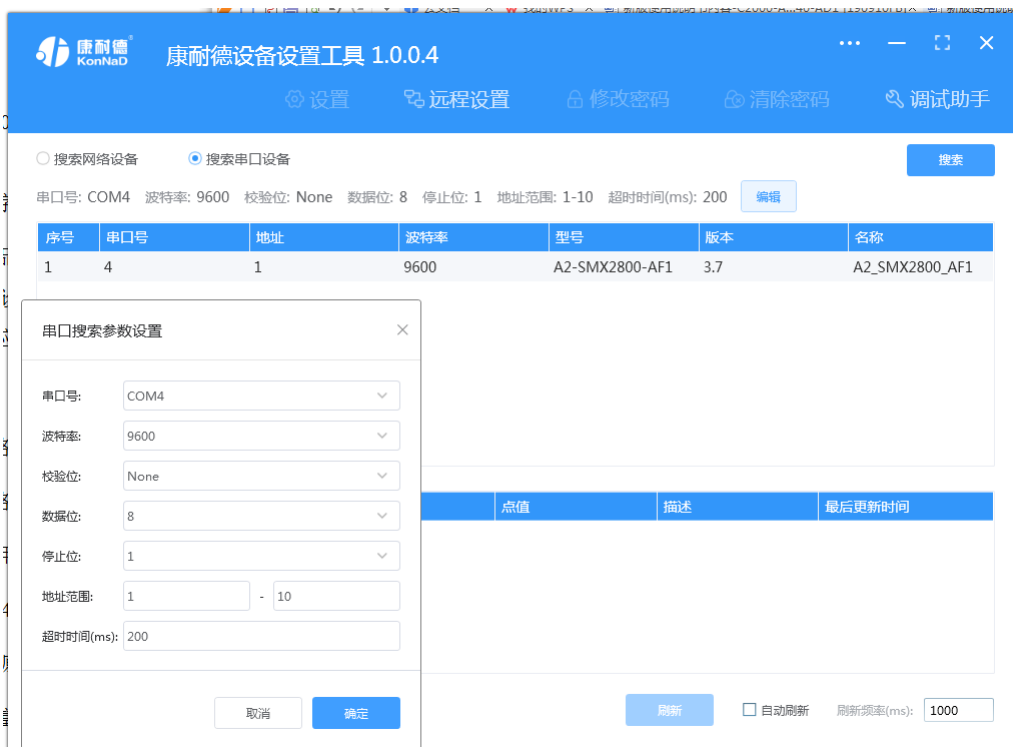 康耐德®
KonNaD
康耐德设备设置工具 1.0.0.4
设置 远程设置 修改密码 清除密码 调试助手
搜索网络设备 搜索串口设备 搜索
串口号: COM4 波特率: 9600 校验位: None 数据位: 8 停止位: 1 地址范围: 1-10 超时时间(ms): 200 编辑
序号 串口号 地址 波特率 型号 版本 名称
1 4 1 9600 A2-SMX2800-AF1 3.7 A2_SMX2800_AF1
串口搜索参数设置
串口号: COM4
波特率: 9600
校验位: None
数据位: 8
停止位: 1
地址范围: 1 - 10
超时时间(ms): 200
取消 确定
点值 描述 最后更新时间
刷新 自动刷新 刷新频率(ms): 1000